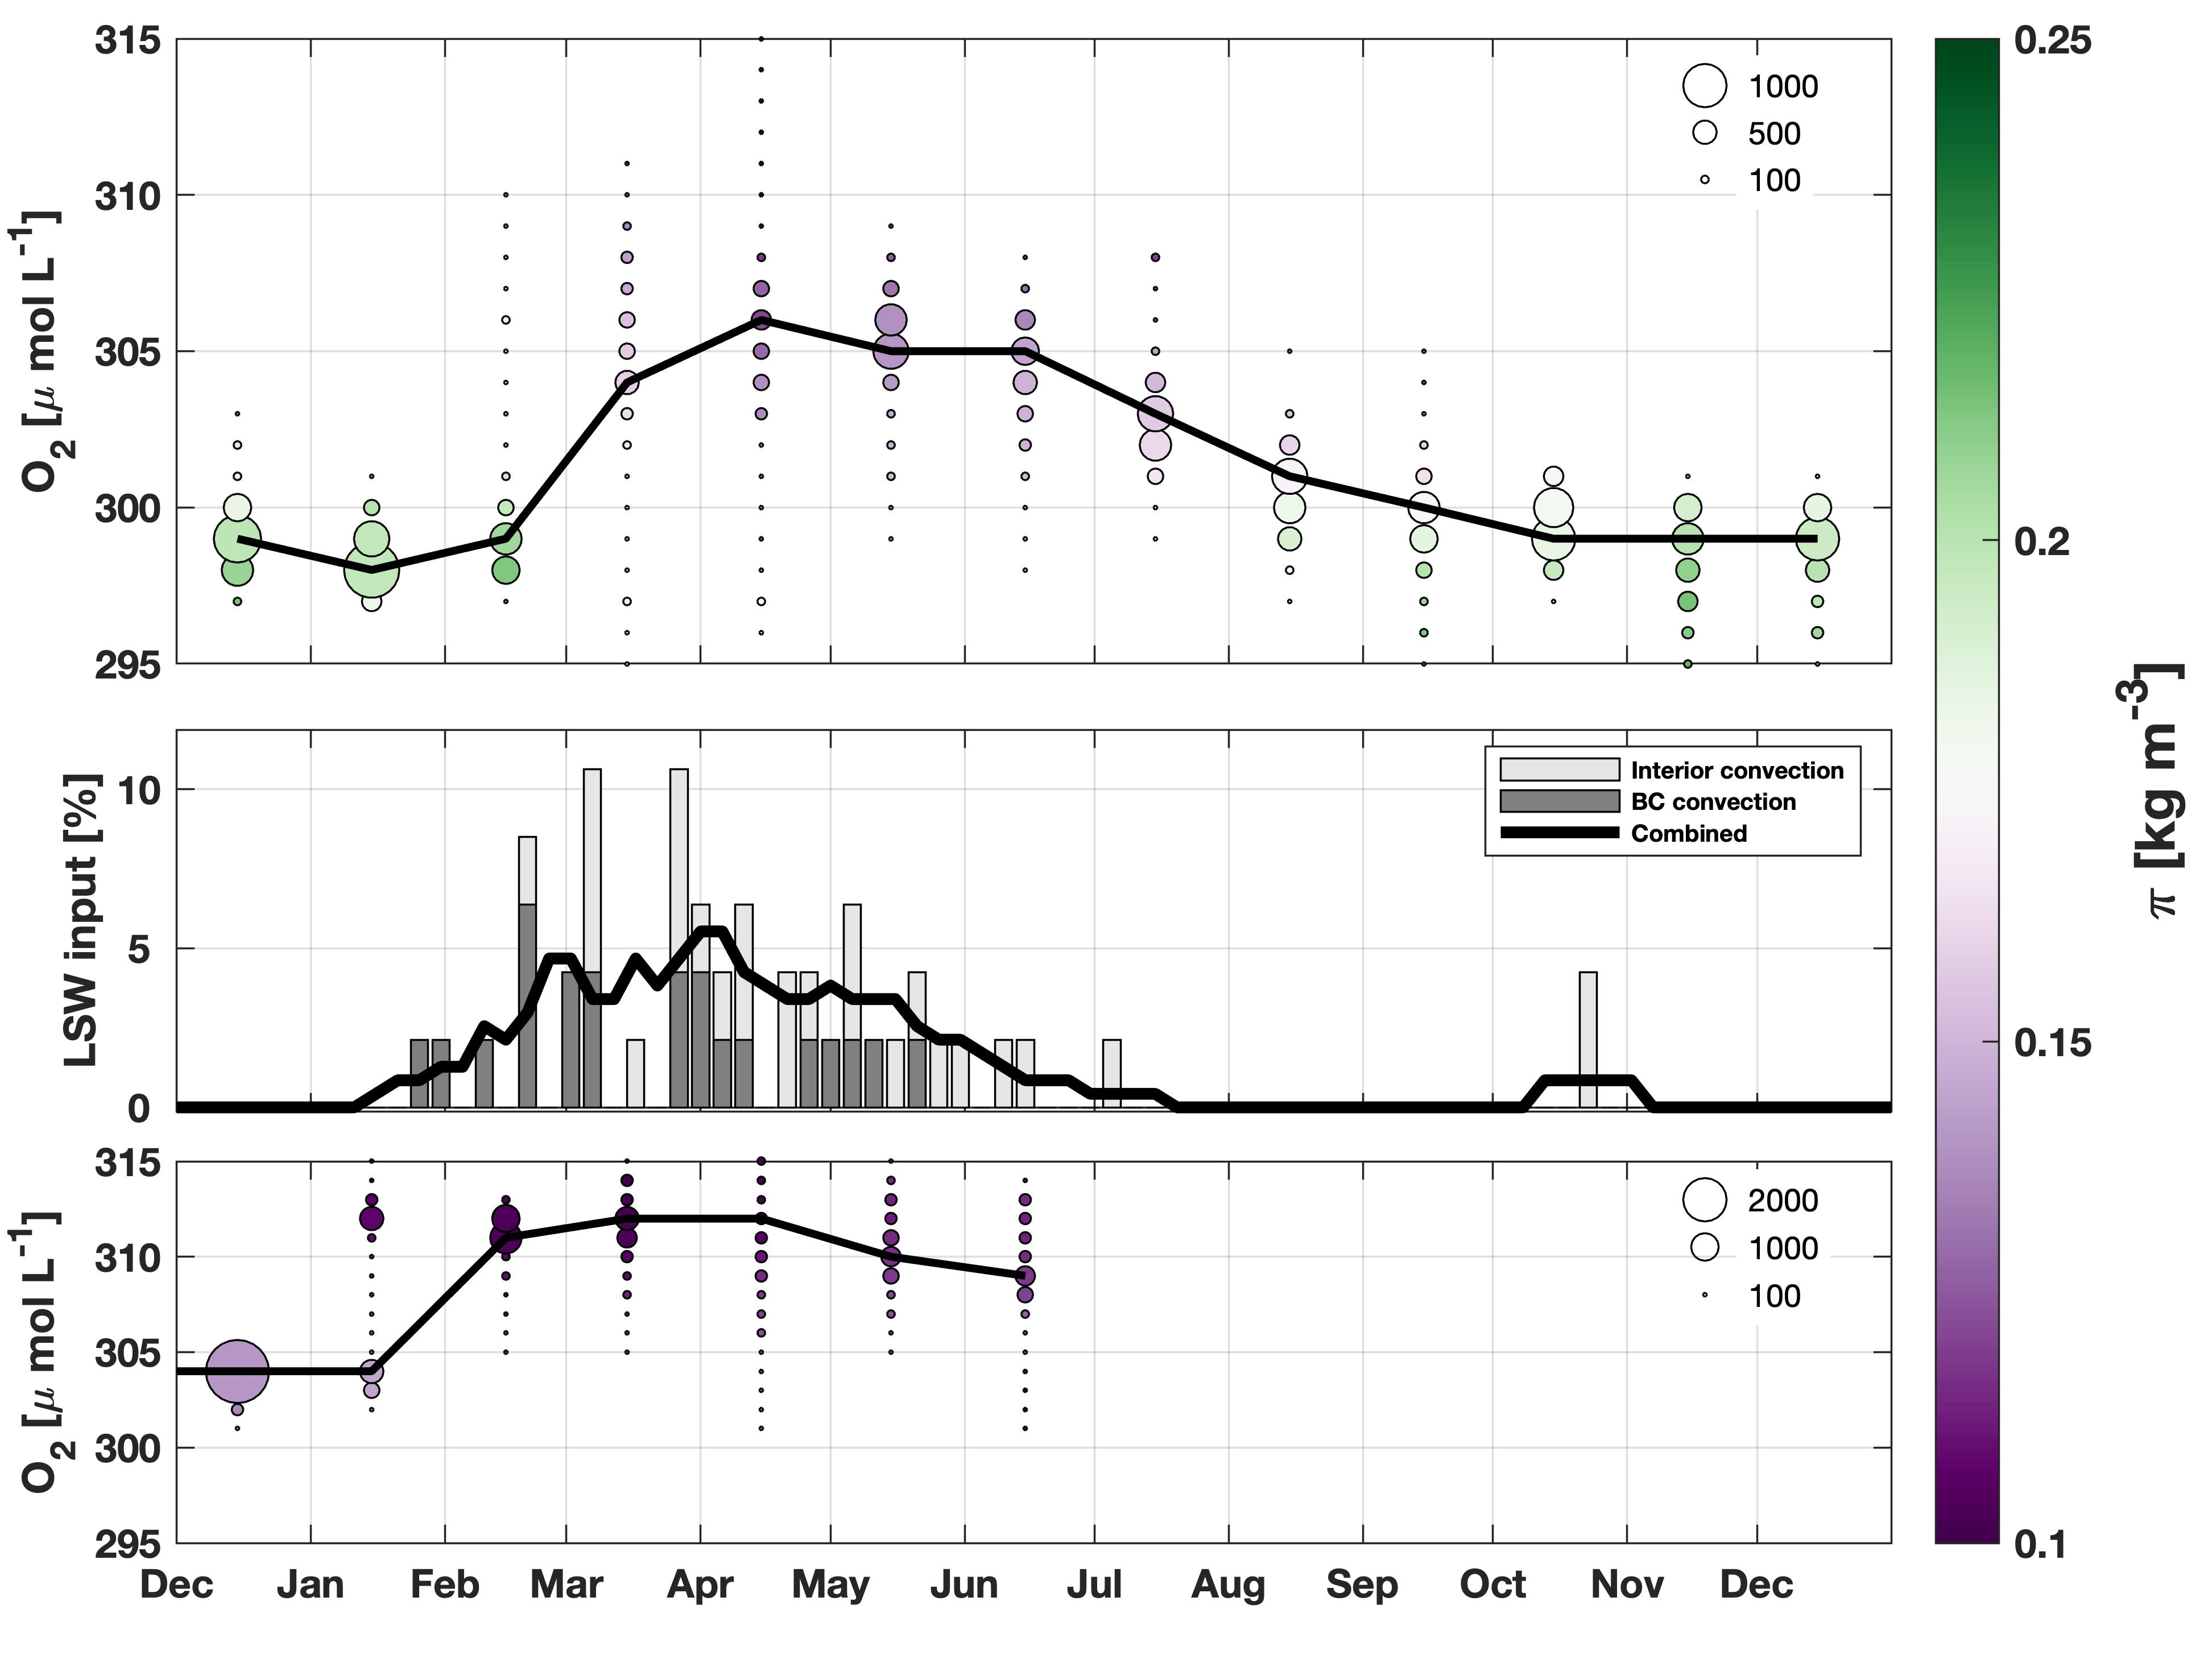 315
310
305
300
295
O2 [μ mol L-1]
1000
500
100
10
5
0
LSW input [%]
Interior convection
BC convection
Combined
315
310
305
300
295
O2 [μ mol L-1]
2000
1000
100
Dec Jan Feb Mar Apr May Jun Jul Aug Sep Oct Nov Dec
0.25
0.2
0.15
0.1
π [kg m-3]